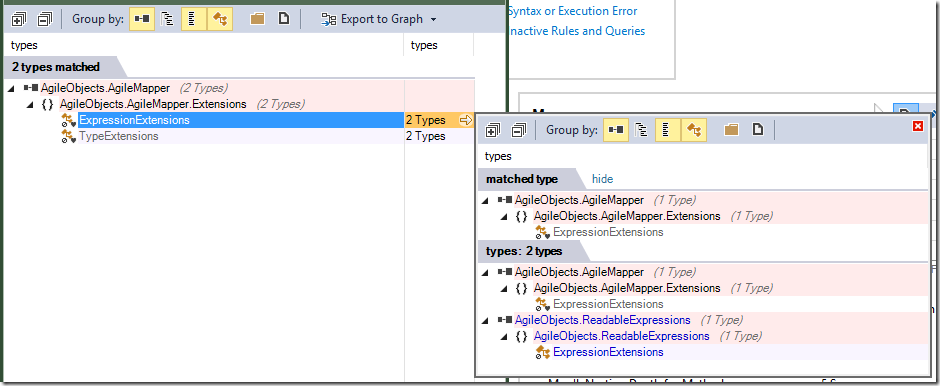 Group by:
Export to Graph
types
types
2 types matched
AgileObjects.AgileMapper (2 Types)
{ } AgileObjects.AgileMapper.Extensions (2 Types)
ExpressionExtensions
2 Types
TypeExtensions
2 Types
Syntax or Execution Error
Inactive Rules and Queries
Group by:
types
matched type
hide
AgileObjects.AgileMapper (1 Type)
{ } AgileObjects.AgileMapper.Extensions (1 Type)
ExpressionExtensions
types: 2 types
AgileObjects.AgileMapper (1 Type)
{ } AgileObjects.AgileMapper.Extensions (1 Type)
ExpressionExtensions
AgileObjects.ReadableExpressions (1 Type)
{ } AgileObjects.ReadableExpressions (1 Type)
ExpressionExtensions